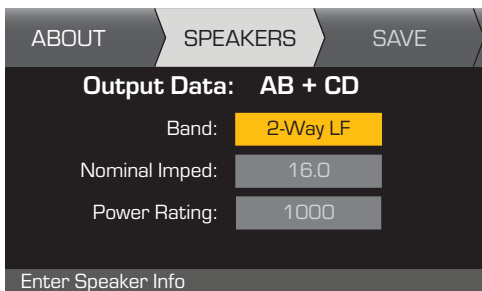 ABOUT SPEAKERS SAVE
Output Data: AB + CD
Band: 2-Way LF
Nominal Imped: 16.0
Power Rating: 1000
Enter Speaker Info